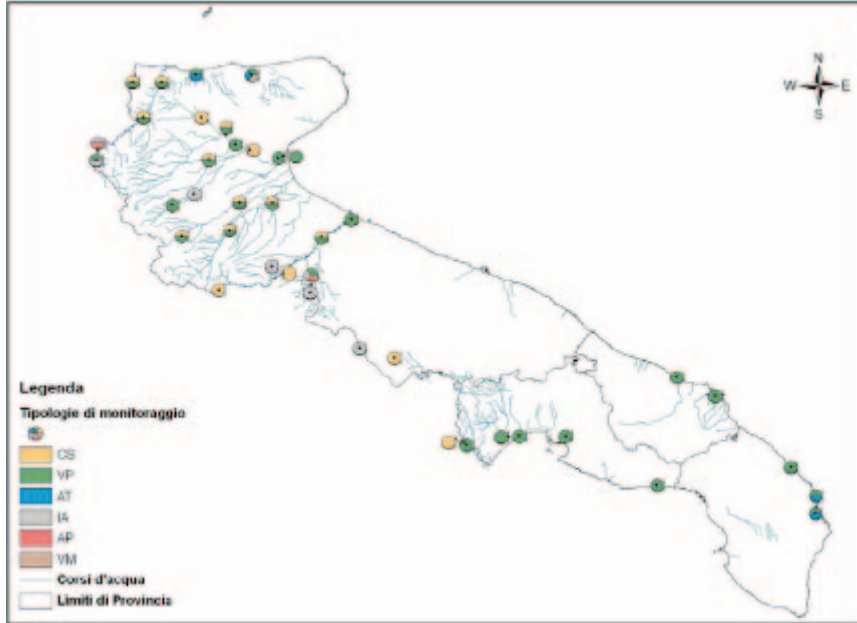 N
W E
S
Legenda
Tipologie di monitoraggio
CS
VP
AT
IA
AP
VM
Corsi d'acqua
Limiti di Provincia